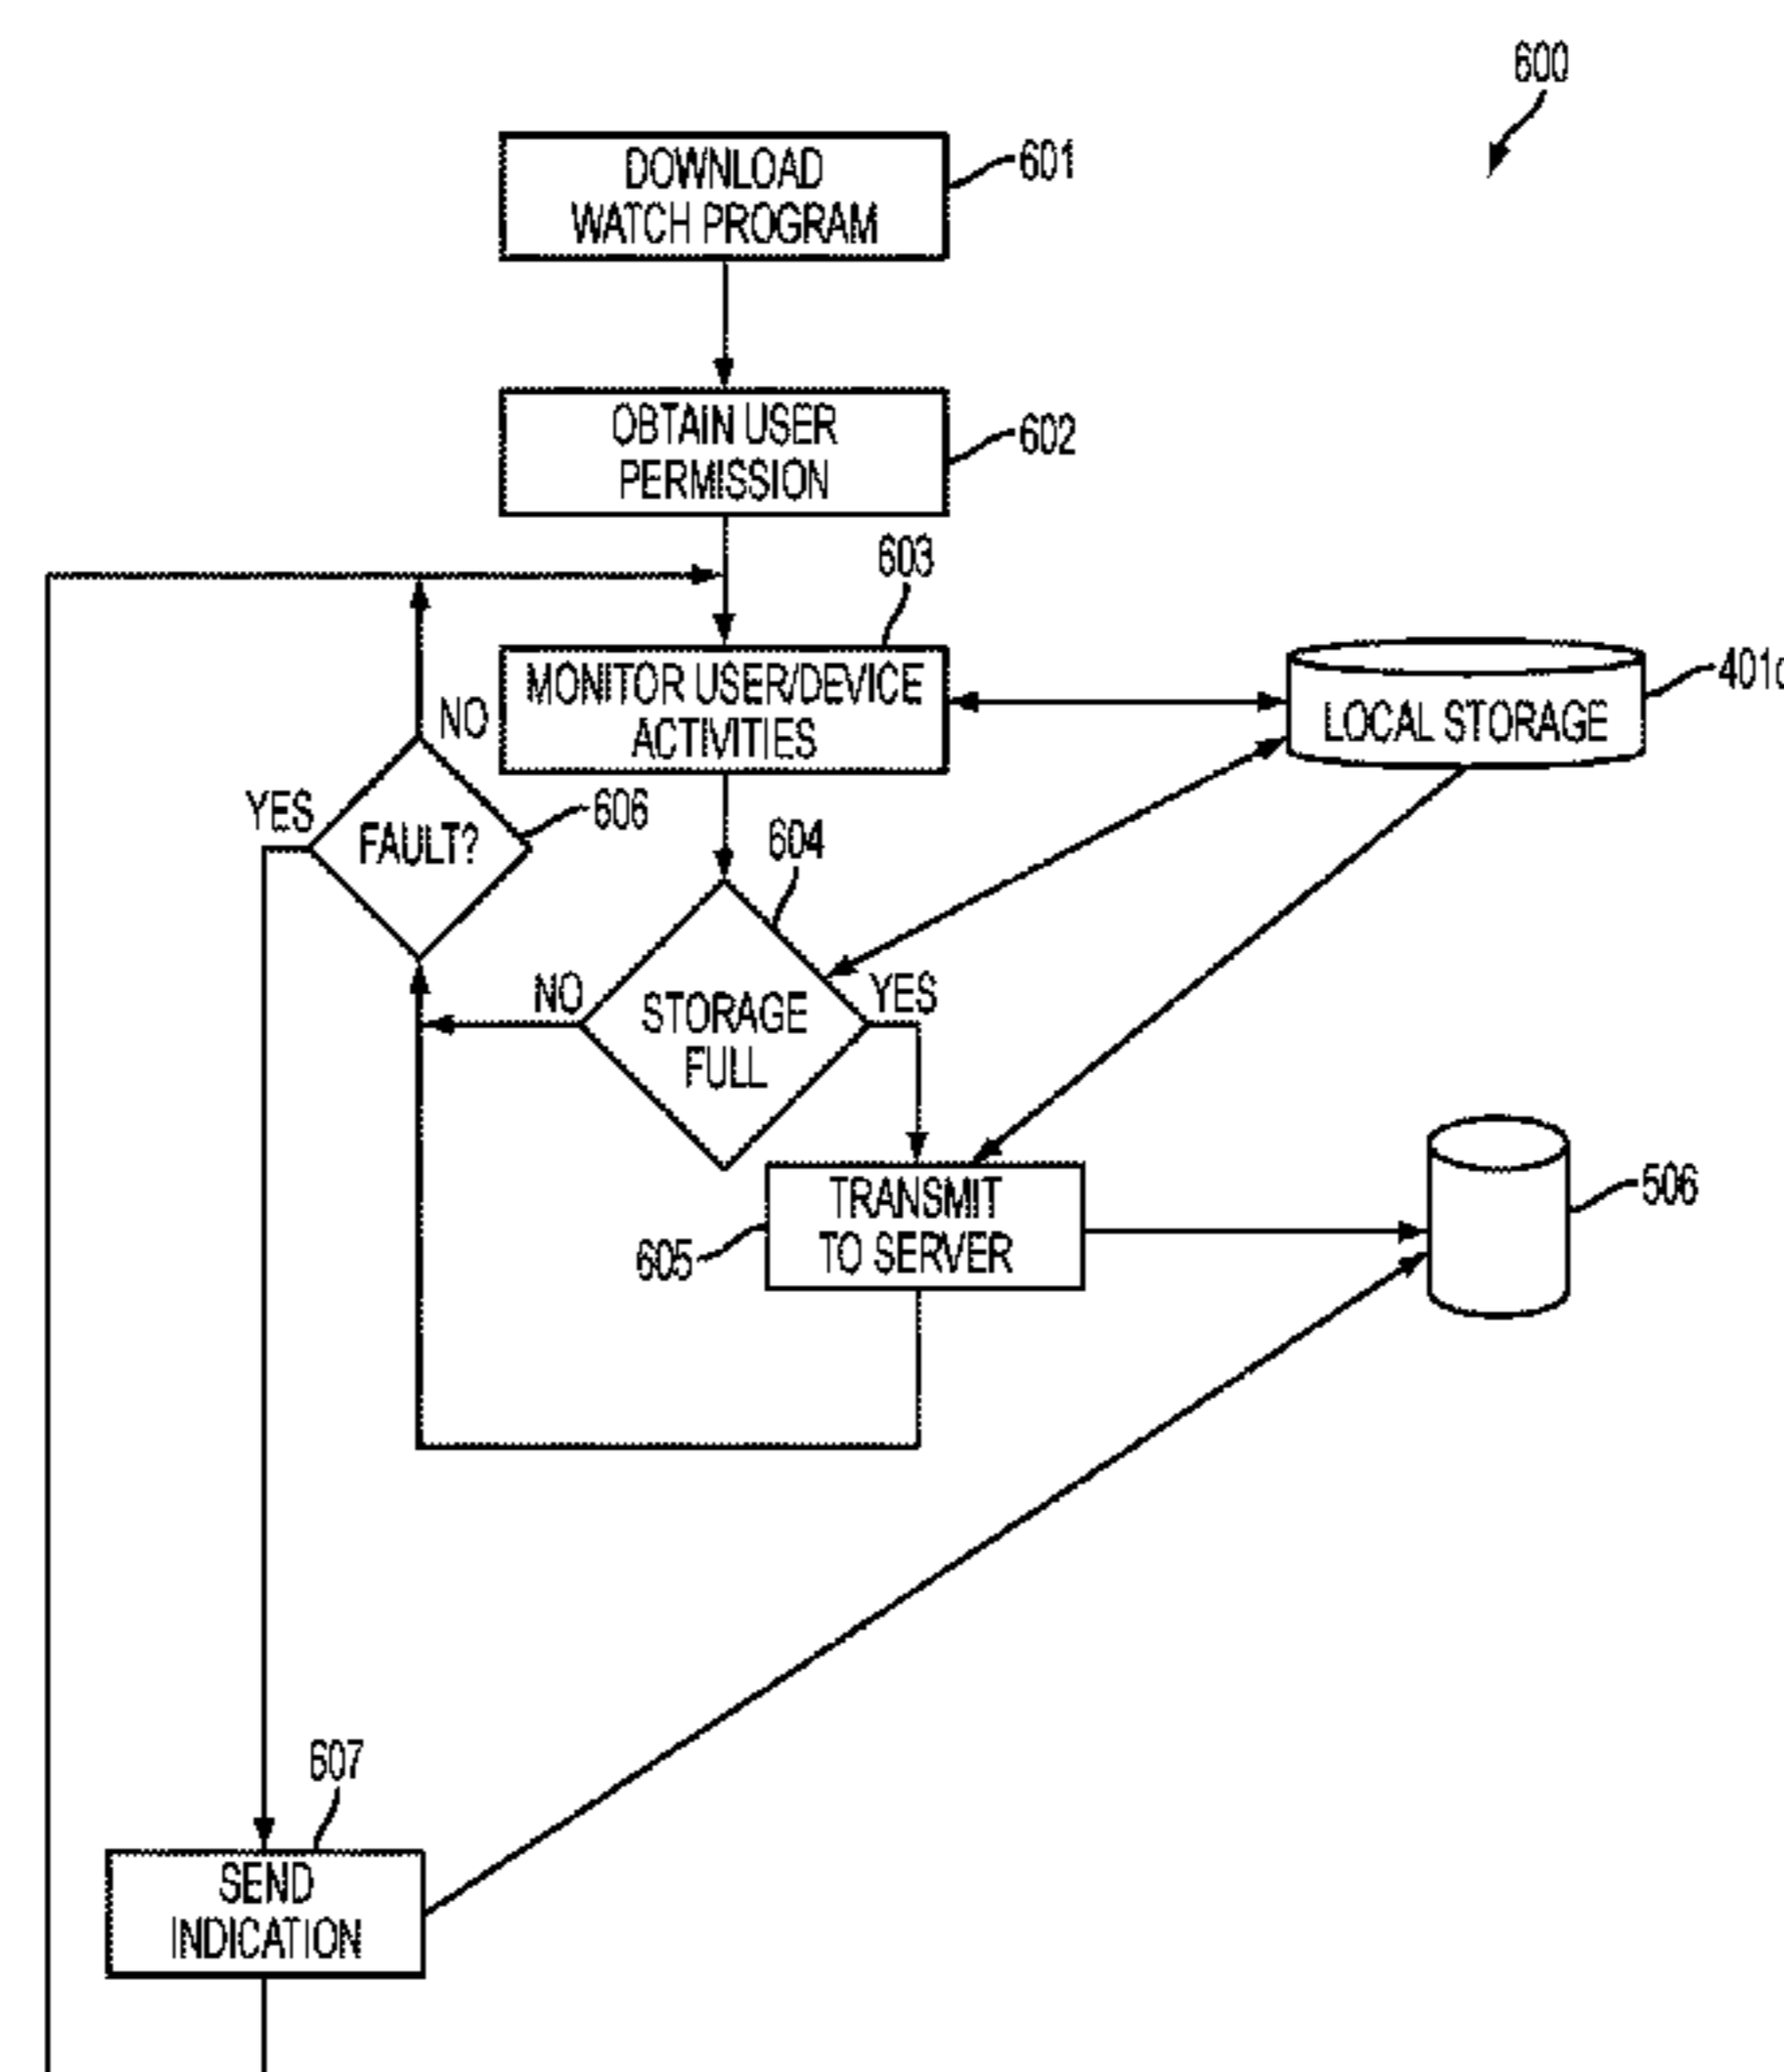 600
DOWNLOAD
WATCH PROGRAM
601
OBTAIN USER
PERMISSION
602
603
MONITOR USER/DEVICE
ACTIVITIES
LOCAL STORAGE
NO
YES
FAULT?
606
604
NO
STORAGE
FULL
YES
TRANSMIT
TO SERVER
605
506
607
SEND
INDICATION